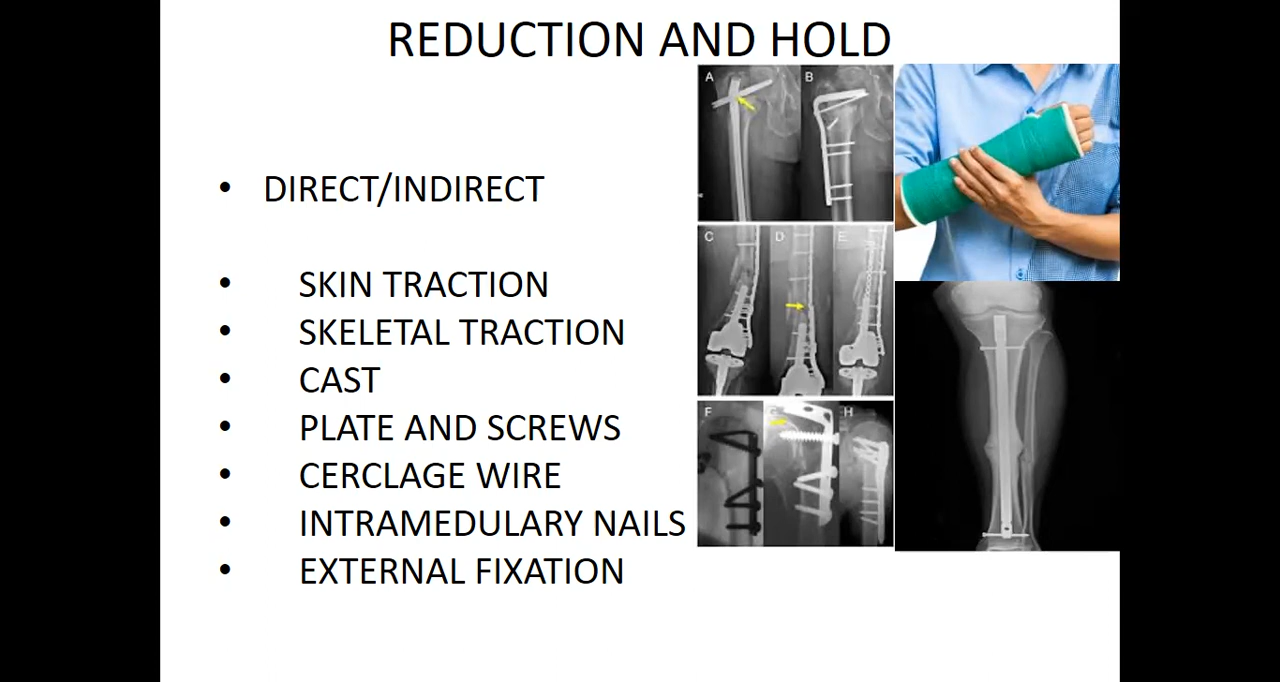 REDUCTION AND HOLD
• DIRECT/INDIRECT
• SKIN TRACTION
• SKELETAL TRACTION
• CAST
• PLATE AND SCREWS
• CERCLAGE WIRE
• INTRAMEDULARY NAILS
• EXTERNAL FIXATION
A B
C D E
F G H